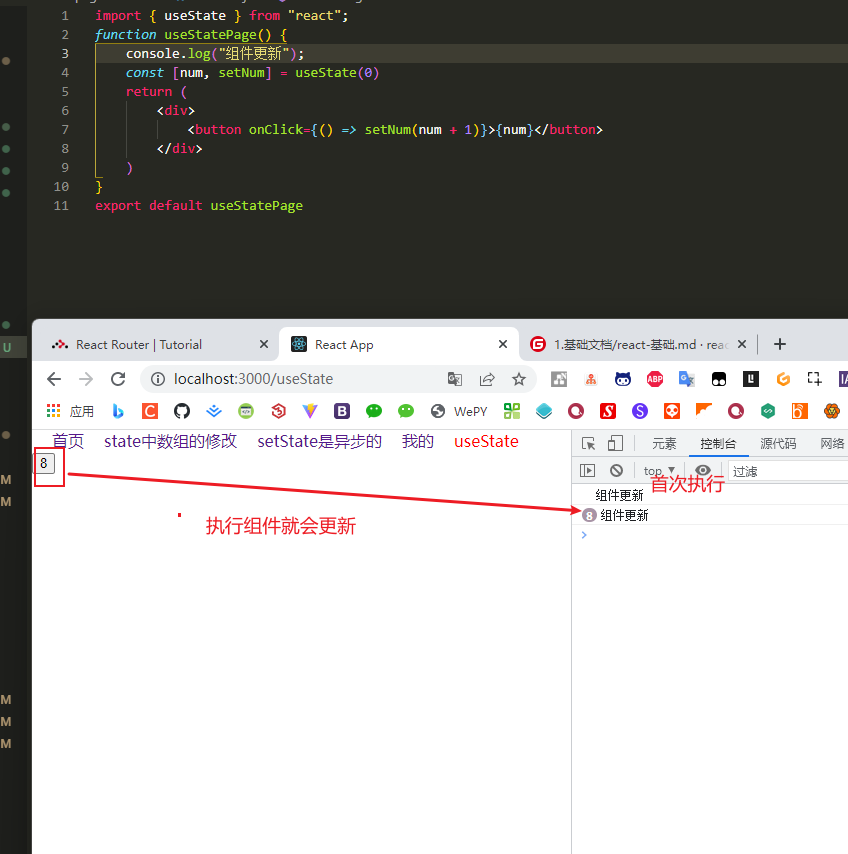 1 import { useState } from "react";
2 function useStatePage() {
3 console.log("组件更新");
4 const [num, setNum] = useState(0)
5 return (
6 <div>
7 <button onClick={() => setNum(num + 1)}>{num}</button>
8 </div>
9 )
10 }
11 export default useStatePage
U
M
M
M
M
M
React Router | Tutorial React App 1.基础文档/react-基础.md · reac
localhost:3000/useState
ABP
应用 WePY
首页 state中数组的修改 setState是异步的 我的 useState
元素 控制台 源代码 网络
8
top 过滤
首次执行
组件更新
8 组件更新
执行组件就会更新